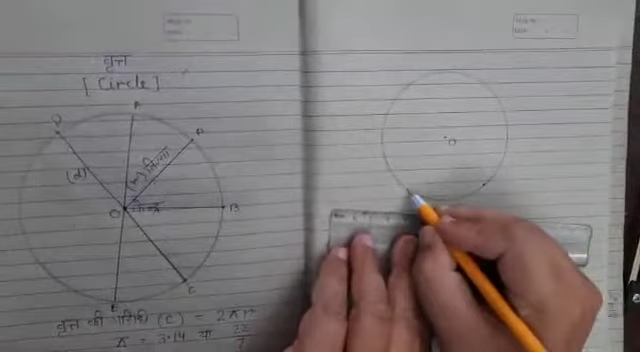 वृत्त
[Circle]
(d)
(r) त्रिज्या
O
B
C
O
वृत्त की परिधि (C) = 2πr
π = 3.14 या 22/7